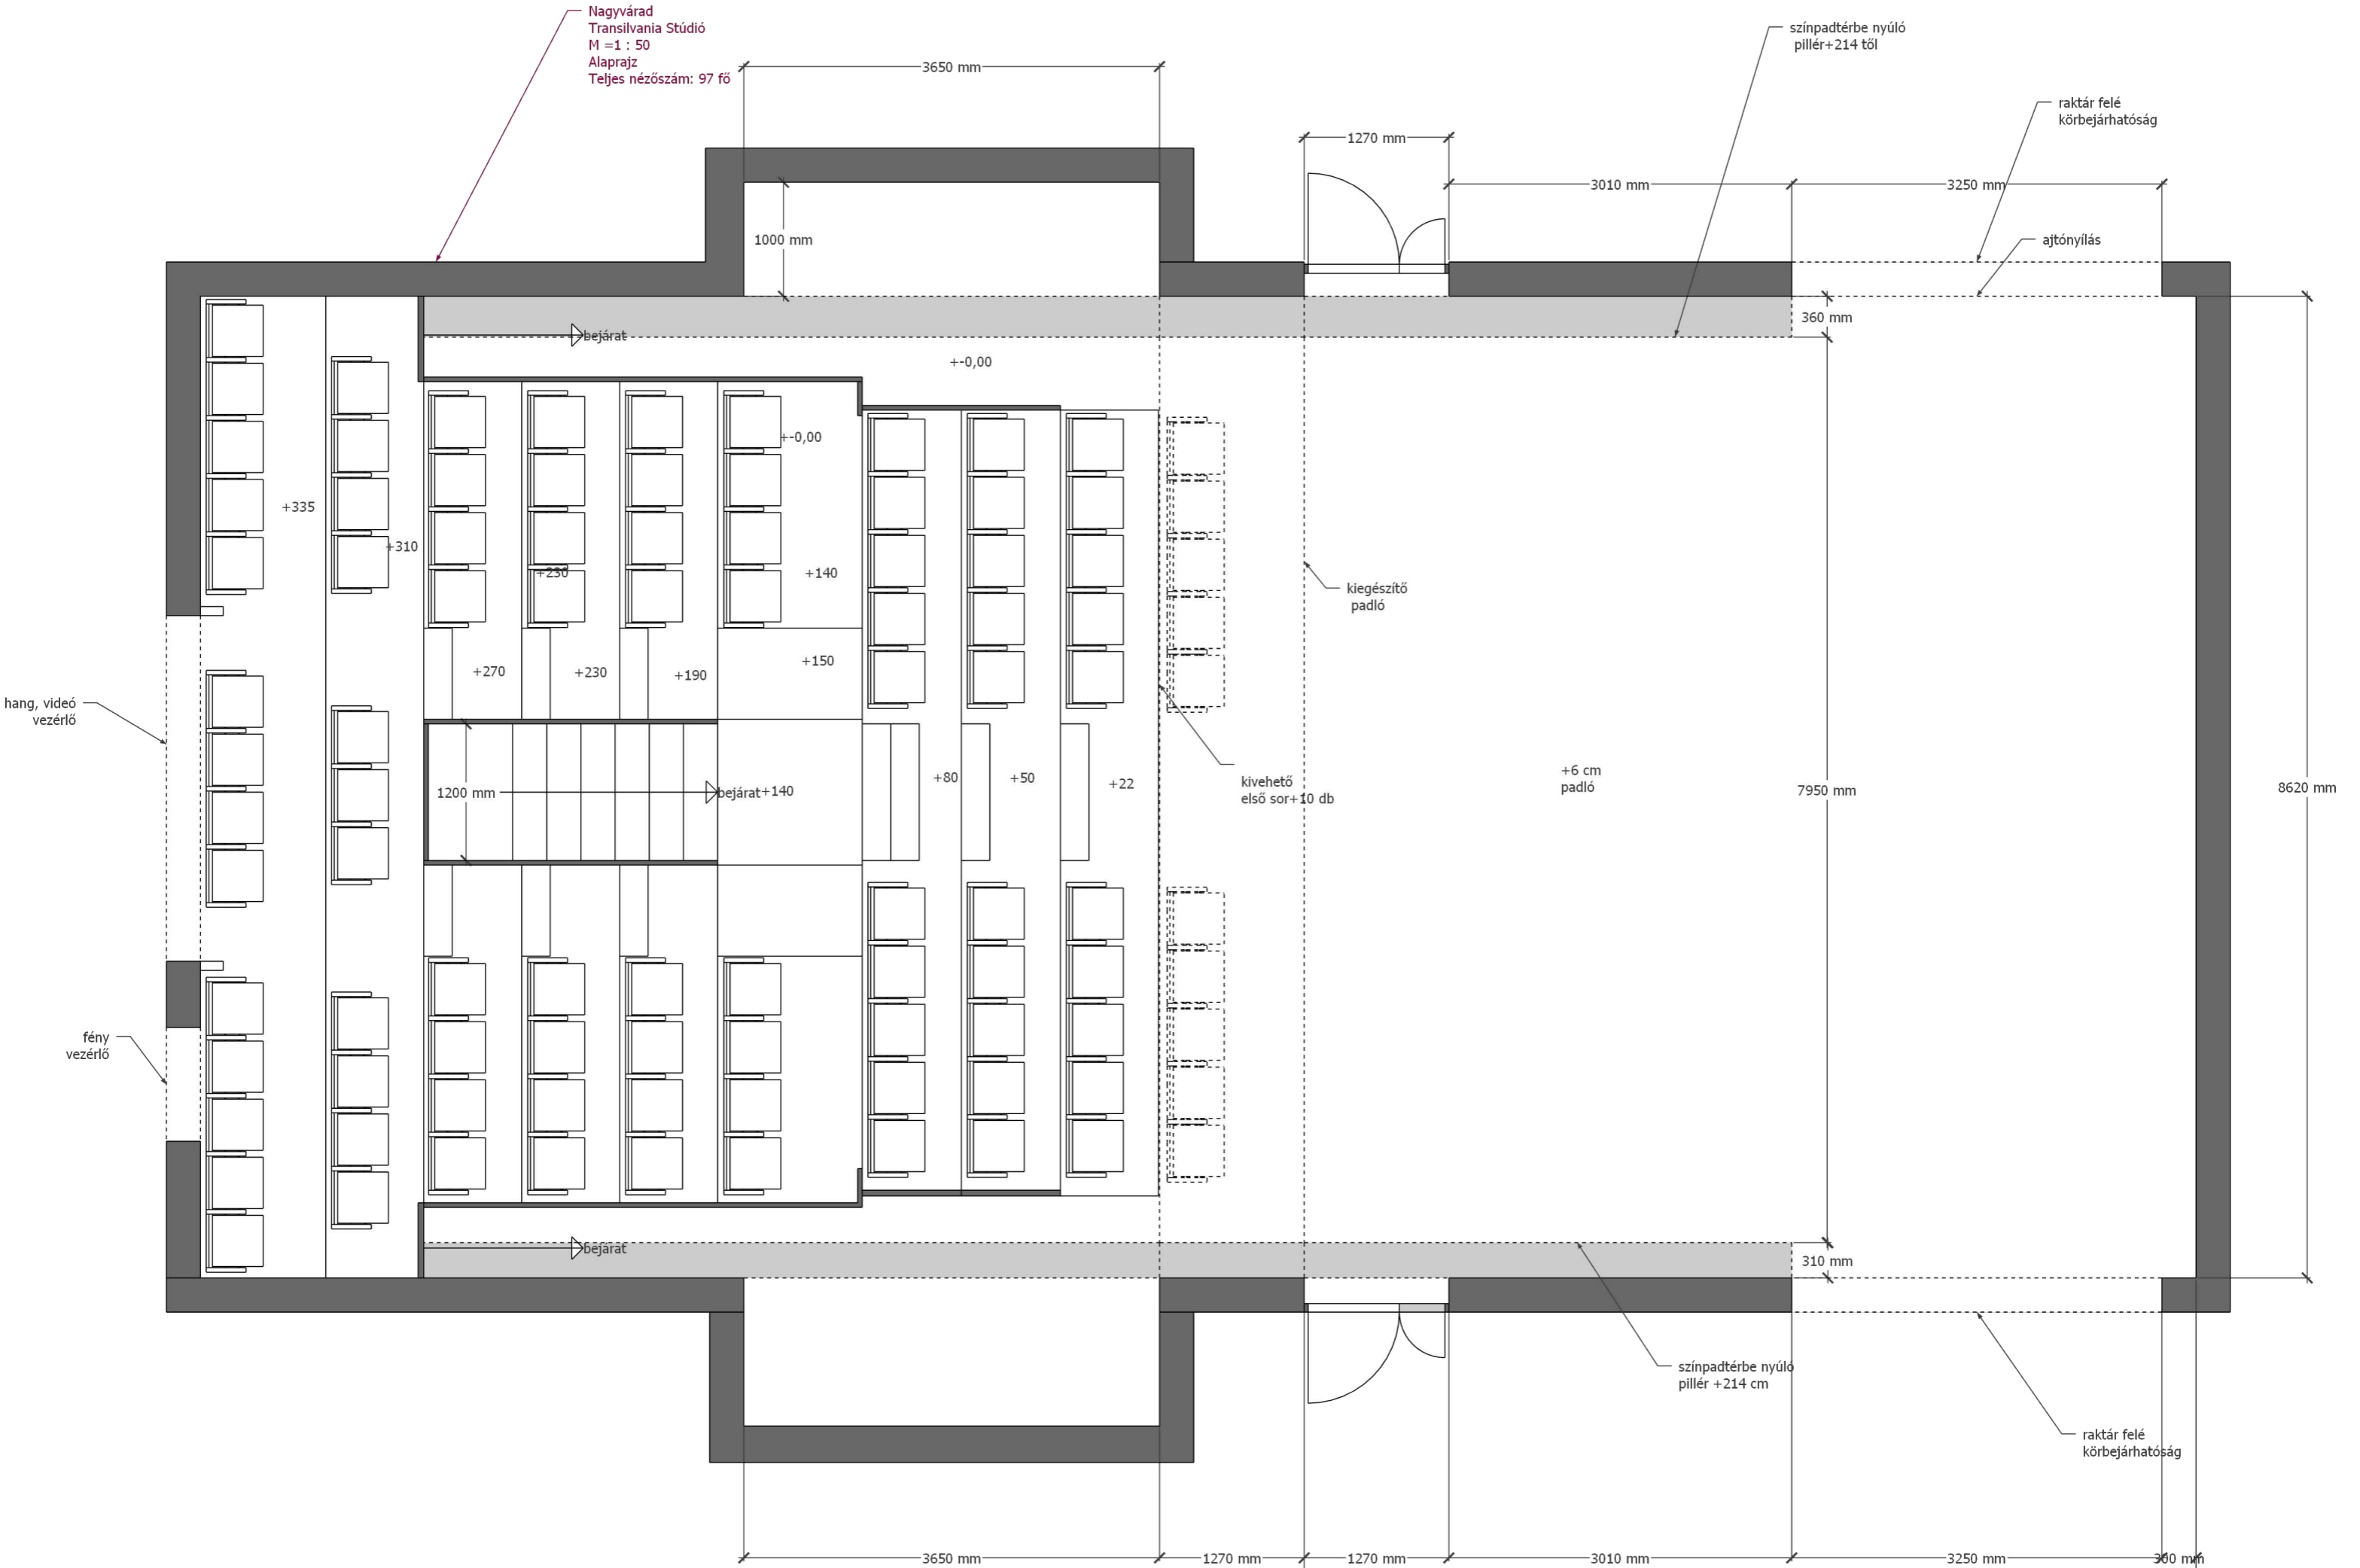 Nagyvárad
Transilvania Stúdió
M =1 : 50
Alaprajz
Teljes nézőszám: 97 fő
színpadtérbe nyúló
pillér+214 től
3650 mm
raktár felé
körbejárhatóság
1270 mm
3010 mm
3250 mm
1000 mm
ajtónyílás
360 mm
bejárat
+-0,00
+-0,00
+335
+310
+230
+140
kiegészítő
padló
+150
+270
+230
+190
hang, videó
vezérlő
+80
+50
+22
kivehető
első sor+10 db
+6 cm
padló
1200 mm
bejárat
+140
7950 mm
8620 mm
fény
vezérlő
bejárat
310 mm
színpadtérbe nyúló
pillér +214 cm
raktár felé
körbejárhatóság
3650 mm
1270 mm
1270 mm
3010 mm
3250 mm
300 mm